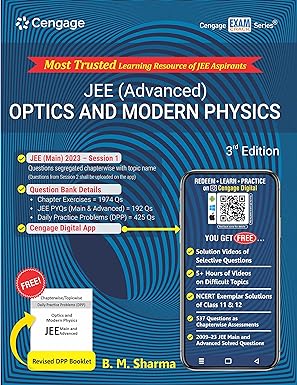 Cengage
Cengage EXAM CRACK Series®
Most Trusted Learning Resource of JEE Aspirants
JEE (Advanced)
OPTICS AND MODERN PHYSICS
3rd Edition
JEE (Main) 2023 – Session 1
Questions segregated chapterwise with topic name
(Questions from Session 2 shall be uploaded on the app)
Question Bank Details
• Chapter Exercises = 1974 Qs
• JEE PYQs (Main & Advanced) = 192 Qs
• Daily Practice Problems (DPP) = 425 Qs
Cengage Digital App
REDEEM • LEARN • PRACTICE
on Cengage Digital
YOU GET FREE...
Solution Videos of
Selective Questions
5+ Hours of Videos
on Difficult Topics
NCERT Exemplar Solutions
of Class 11 & 12
537 Questions as
Chapterwise Assessments
2009-23 JEE Main and
Advanced Solved Questions
FREE!
Chapterwise/Topicwise
Daily Practice Problems (DPP)
Optics and
Modern Physics
JEE Main and
Advanced
Revised DPP Booklet
B. M. Sharma